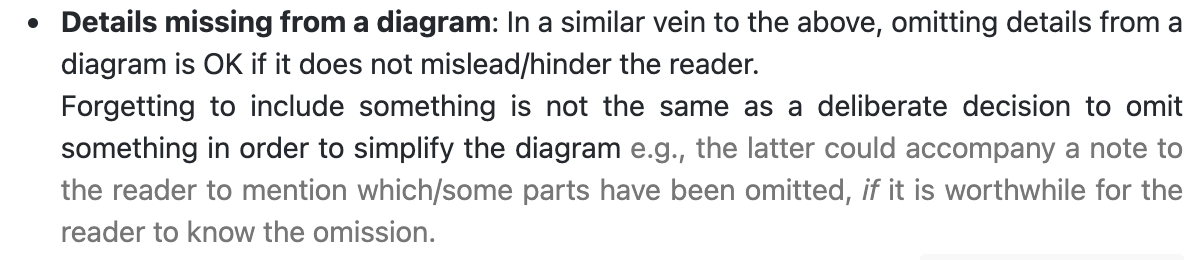 • Details missing from a diagram: In a similar vein to the above, omitting details from a
diagram is OK if it does not mislead/hinder the reader.
Forgetting to include something is not the same as a deliberate decision to omit
something in order to simplify the diagram e.g., the latter could accompany a note to
the reader to mention which/some parts have been omitted, if it is worthwhile for the
reader to know the omission.